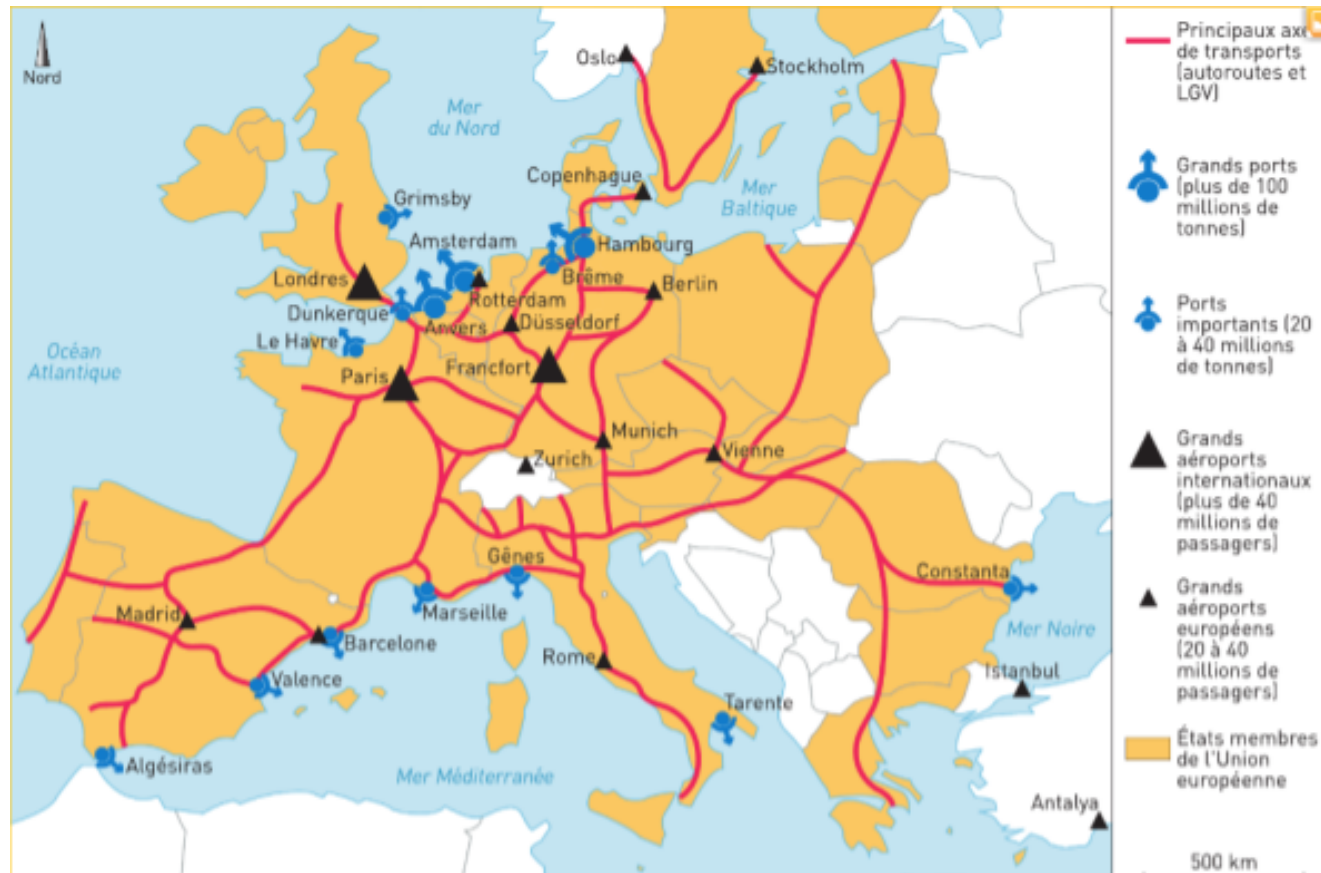 Nord
Oslo
Stockholm
Mer
du Nord
Copenhague
Mer
Baltique
Grimsby
Amsterdam
Hambourg
Londres
Brême
Berlin
Rotterdam
Dunkerque
Anvers
Düsseldorf
Le Havre
Océan
Atlantique
Paris
Francfort
Munich
Vienne
Zurich
Gênes
Constanta
Madrid
Marseille
Barcelone
Mer Noire
Rome
Istanbul
Valence
Tarente
Algésiras
Mer Méditerranée
Antalya
Principaux
de transports
(autoroutes et
LGV)
Grands ports
(plus de 100
millions de
tonnes)
Ports
importants (20
à 40 millions
de tonnes)
Grands
aéroports
internationaux
(plus de 40
millions de
passagers)
Grands
aéroports
européens
(20 à 40
millions de
passagers)
États membres
de l'Union
européenne
500 km